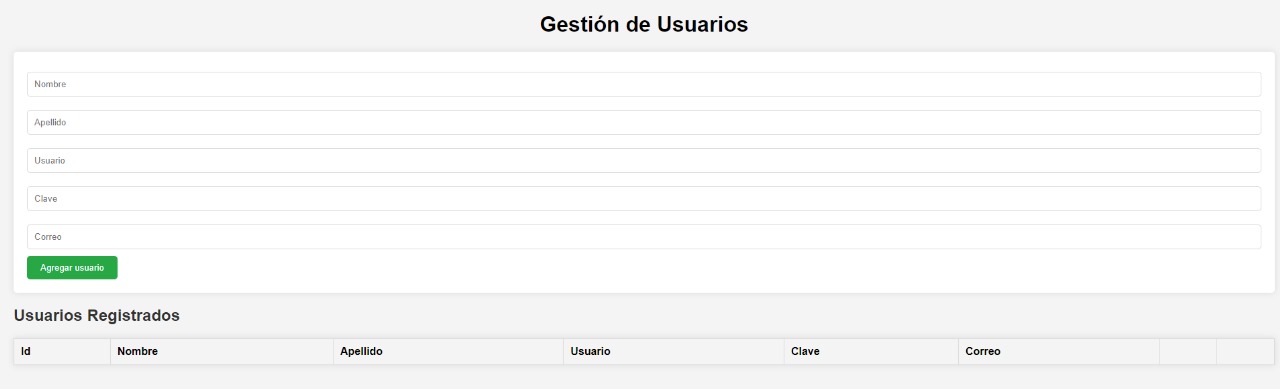 Gestión de Usuarios
Nombre
Apellido
Usuario
Clave
Correo
Agregar usuario
Usuarios Registrados
Id Nombre Apellido Usuario Clave Correo